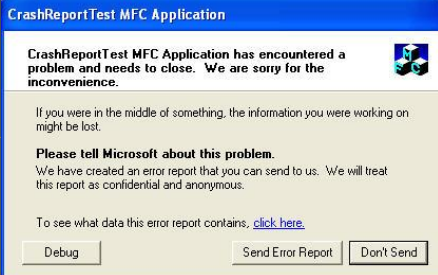 CrashReportTest MFC Application
CrashReportTest MFC Application has encountered a
problem and needs to close. We are sorry for the
inconvenience.
If you were in the middle of something, the information you were working on
might be lost.
Please tell Microsoft about this problem.
We have created an error report that you can send to us. We will treat
this report as confidential and anonymous.
To see what data this error report contains, click here.
Debug
Send Error Report
Don't Send